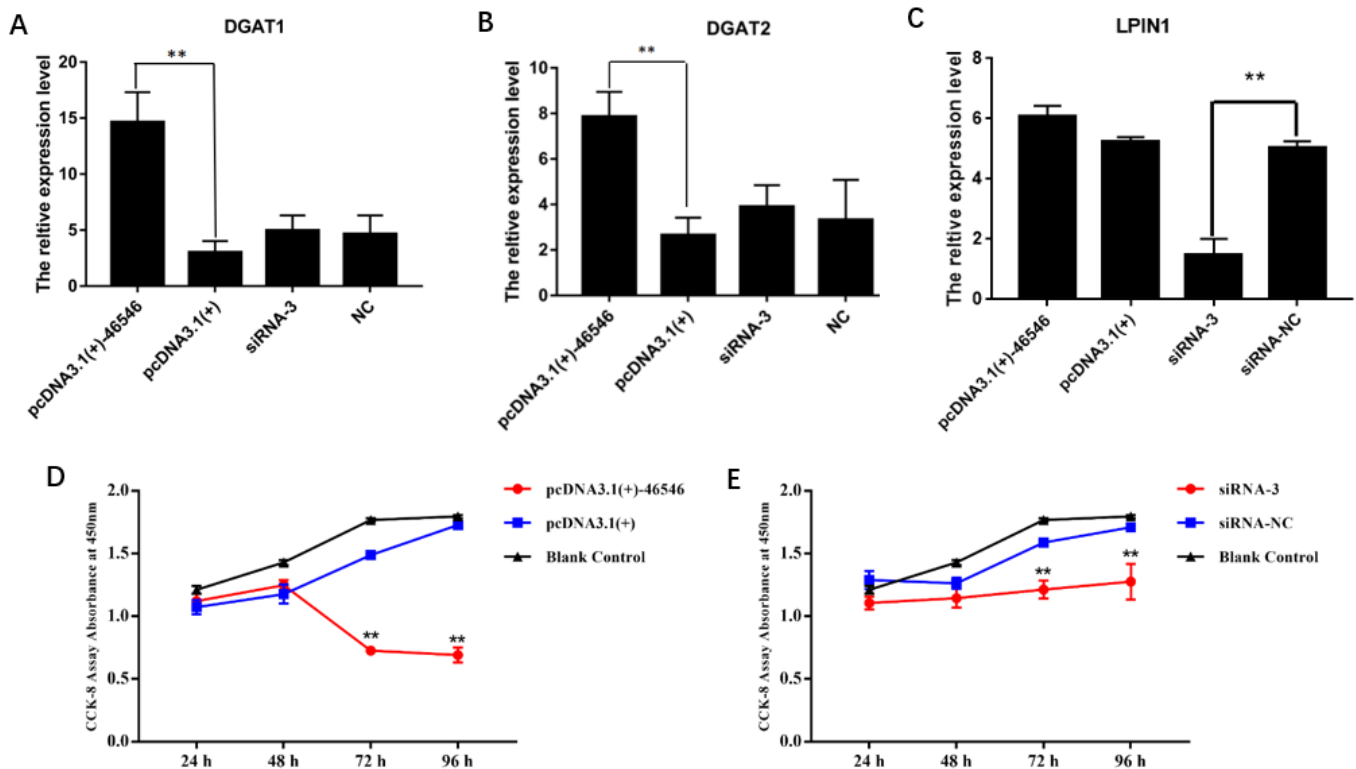 A
DGAT1
The reltive expression level
20
15
10
5
0
**
pcDNA3.1(+)-46546
pcDNA3.1(+)
siRNA-3
NC
B
DGAT2
The reltive expression level
10
8
6
4
2
0
**
pcDNA3.1(+)-46546
pcDNA3.1(+)
siRNA-3
NC
C
LPIN1
The reltive expression level
8
6
4
2
0
**
pcDNA3.1(+)-46546
pcDNA3.1(+)
siRNA-3
siRNA-NC
D
CCK-8 Assay Absorbance at 450nm
2.0
1.5
1.0
0.5
0.0
**
**
24 h
48 h
72 h
96 h
pcDNA3.1(+)-46546
pcDNA3.1(+)
Blank Control
E
CCK-8 Assay Absorbance at 450nm
2.0
1.5
1.0
0.5
0.0
**
**
24 h
48 h
72 h
96 h
siRNA-3
siRNA-NC
Blank Control